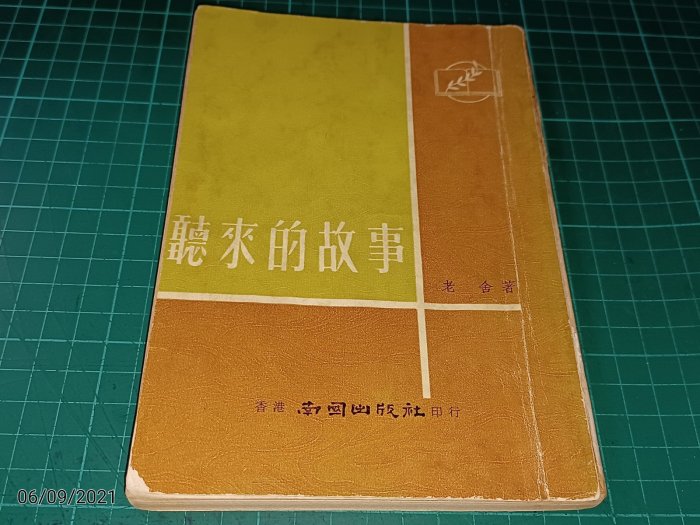 聽來的故事
老 舍 著
香港 南国出版社 印行
06/09/2021